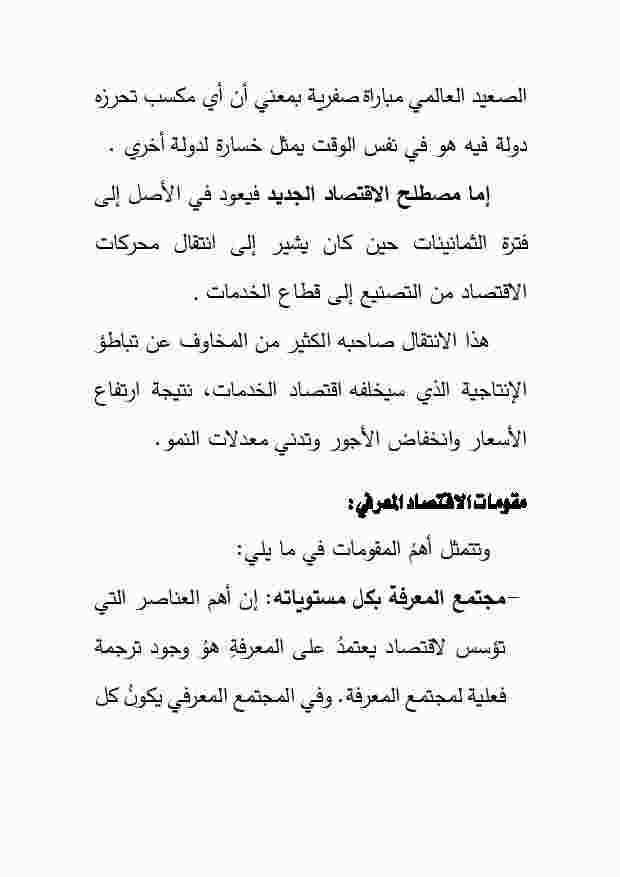 الصعيد العالمي مباراة صفرية بمعني أن أي مكسب تحرزه
دولة فيه هو في نفس الوقت يمثل خسارة لدولة أخري .
إما مصطلح الاقتصاد الجديد فيعود في الأصل إلى
فترة الثمانينات حين كان يشير إلى انتقال محركات
الاقتصاد من التصنيع إلى قطاع الخدمات .
هذا الانتقال صاحبه الكثير من المخاوف عن تباطؤ
الإنتاجية الذي سيخلفه اقتصاد الخدمات، نتيجة ارتفاع
الأسعار وانخفاض الأجور وتدني معدلات النمو.
مقومات الاقتصاد المعرفي:
وتتمثل أهمُ المقومات في ما يلي:
–مجتمع المعرفة بكل مستوياته: إن أهم العناصر التي
تؤسس لاقتصاد يعتمدُ على المعرفةِ هوُ وجود ترجمة
فعلية لمجتمع المعرفة. وفي المجتمع المعرفي يكونُ كل